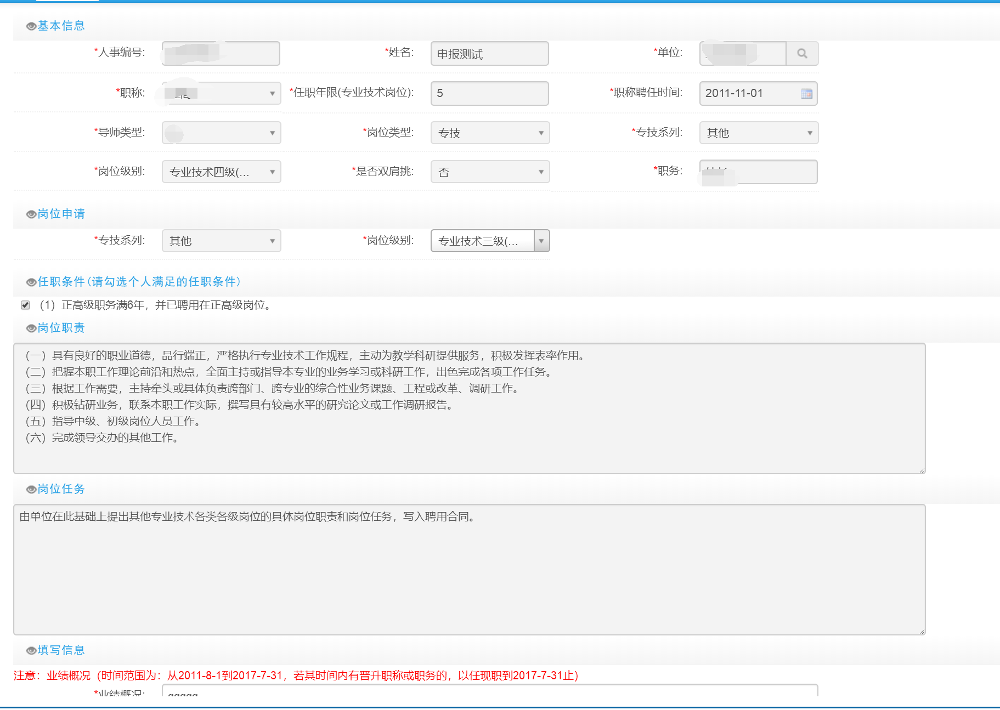 基本信息
*人事编号: *姓名: 申报测试 *单位:
*职称: *任职年限(专业技术岗位): 5 *职称聘任时间: 2011-11-01
*导师类型: *岗位类型: 专技 *专技系列: 其他
*岗位级别: 专业技术四级(... *是否双肩挑: 否 *职务:
岗位申请
*专技系列: 其他 *岗位级别: 专业技术三级(...
任职条件(请勾选个人满足的任职条件)
（1）正高级职务满6年，并已聘用在正高级岗位。
岗位职责
（一）具有良好的职业道德，品行端正，严格执行专业技术工作规程，主动为教学科研提供服务，积极发挥表率作用。
（二）把握本职工作理论前沿和热点，全面主持或指导本专业的业务学习或科研工作，出色完成各项工作任务。
（三）根据工作需要，主持牵头或具体负责跨部门、跨专业的综合性业务课题、工程或改革、调研工作。
（四）积极钻研业务，联系本职工作实际，撰写具有较高水平的研究论文或工作调研报告。
（五）指导中级、初级岗位人员工作。
（六）完成领导交办的其他工作。
岗位任务
由单位在此基础上提出其他专业技术各类各级岗位的具体岗位职责和岗位任务，写入聘用合同。
填写信息
注意：业绩概况（时间范围为：从2011-8-1到2017-7-31，若其时间内有晋升职称或职务的，以任现职到2017-7-31止）
*业绩概况: